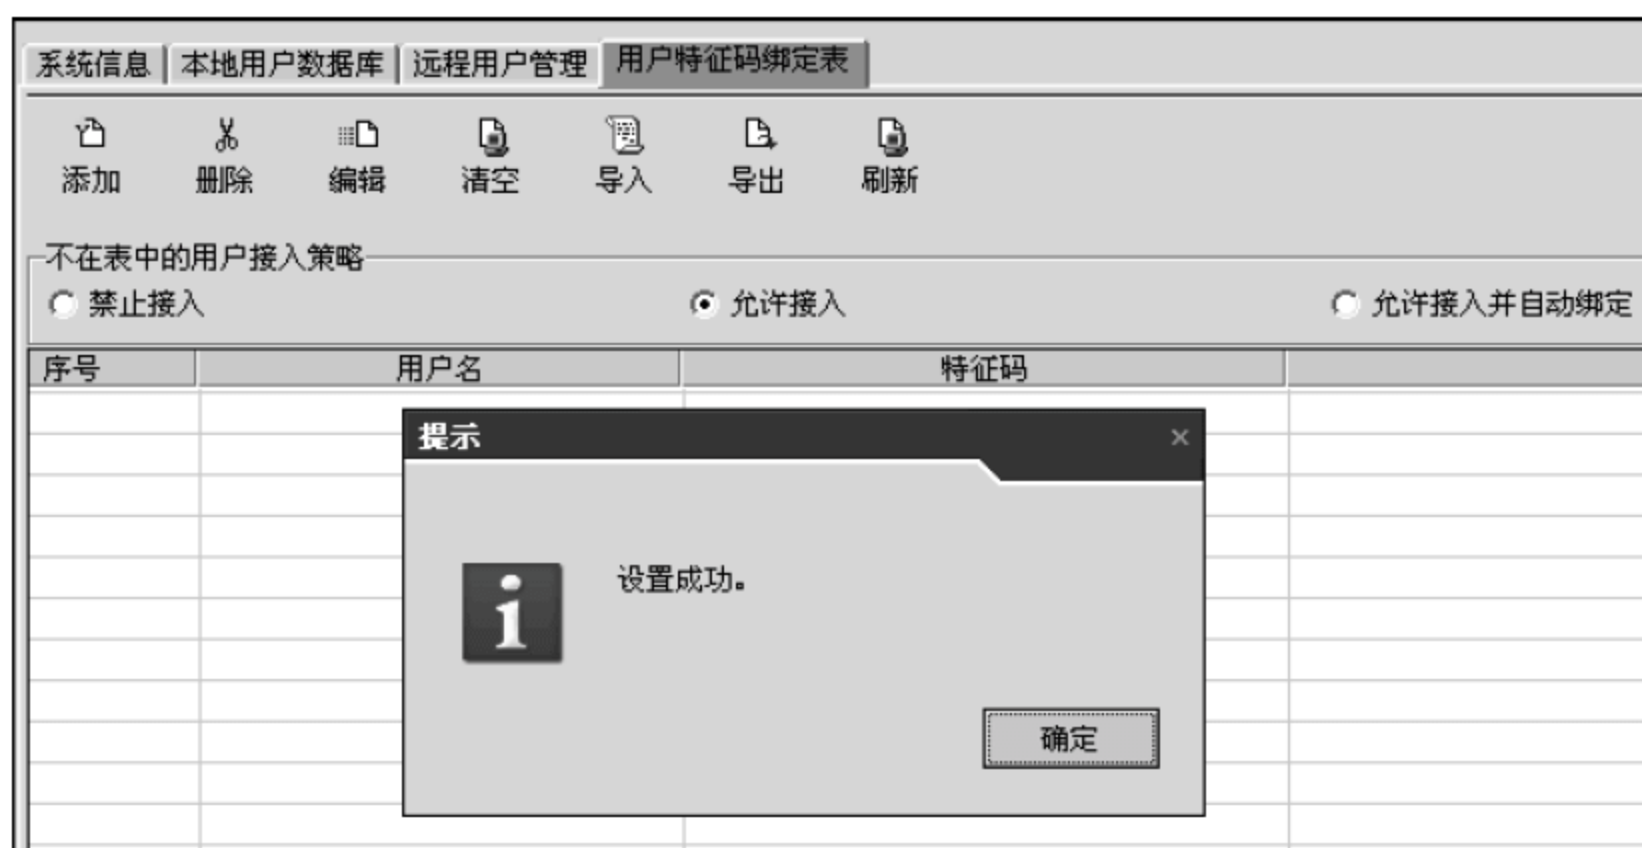 系统信息 本地用户数据库 远程用户管理 用户特征码绑定表
添加 删除 编辑 清空 导入 导出 刷新
不在表中的用户接入策略
禁止接入 允许接入 允许接入并自动绑定
序号 用户名 特征码
提示
设置成功。
确定